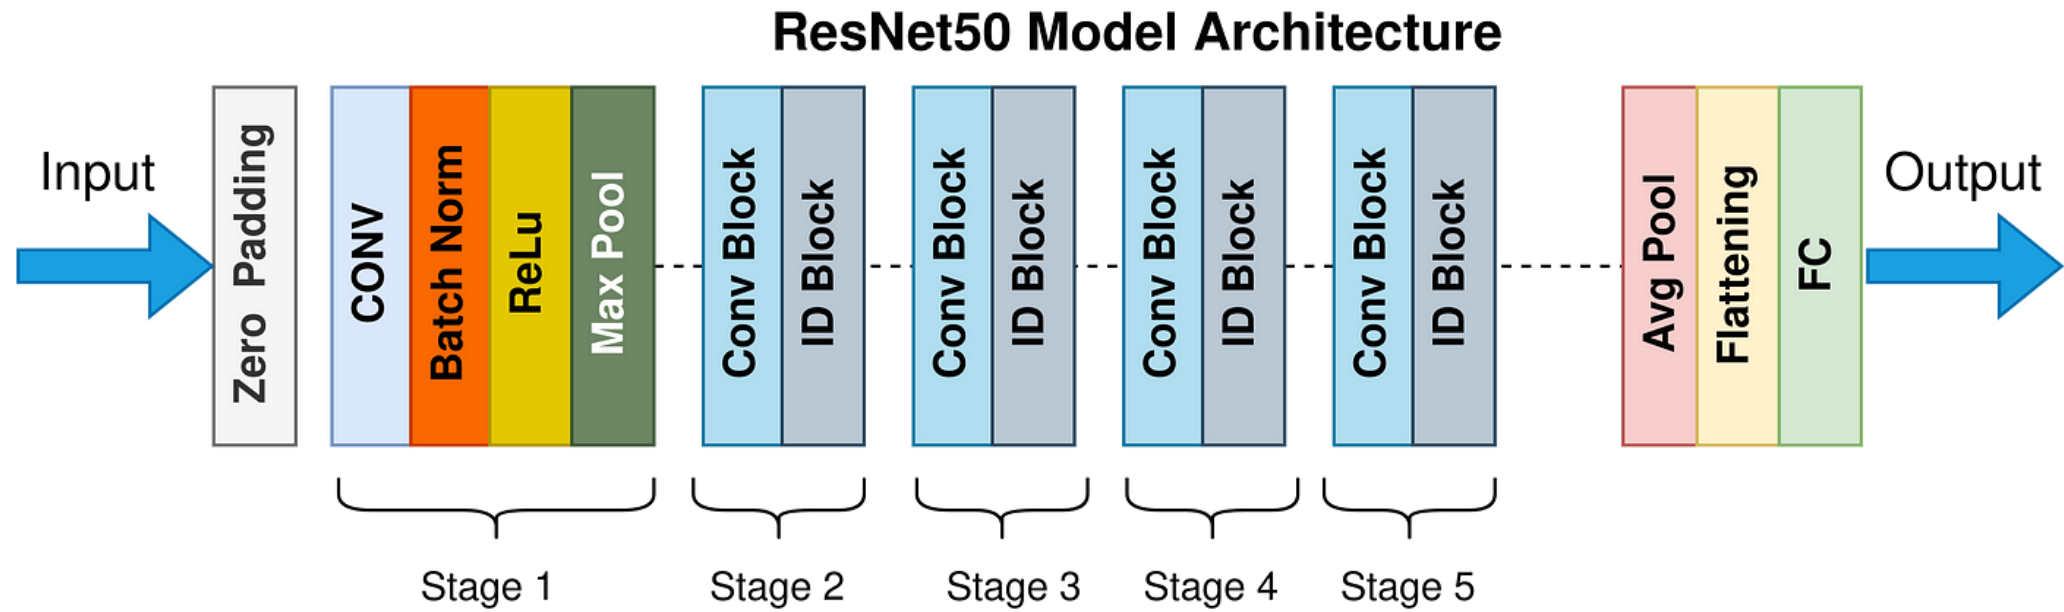 ResNet50 Model Architecture
Input
Zero Padding
CONV
Batch Norm
ReLu
Max Pool
Conv Block
ID Block
Conv Block
ID Block
Conv Block
ID Block
Conv Block
ID Block
Avg Pool
Flattening
FC
Output
Stage 1
Stage 2
Stage 3
Stage 4
Stage 5